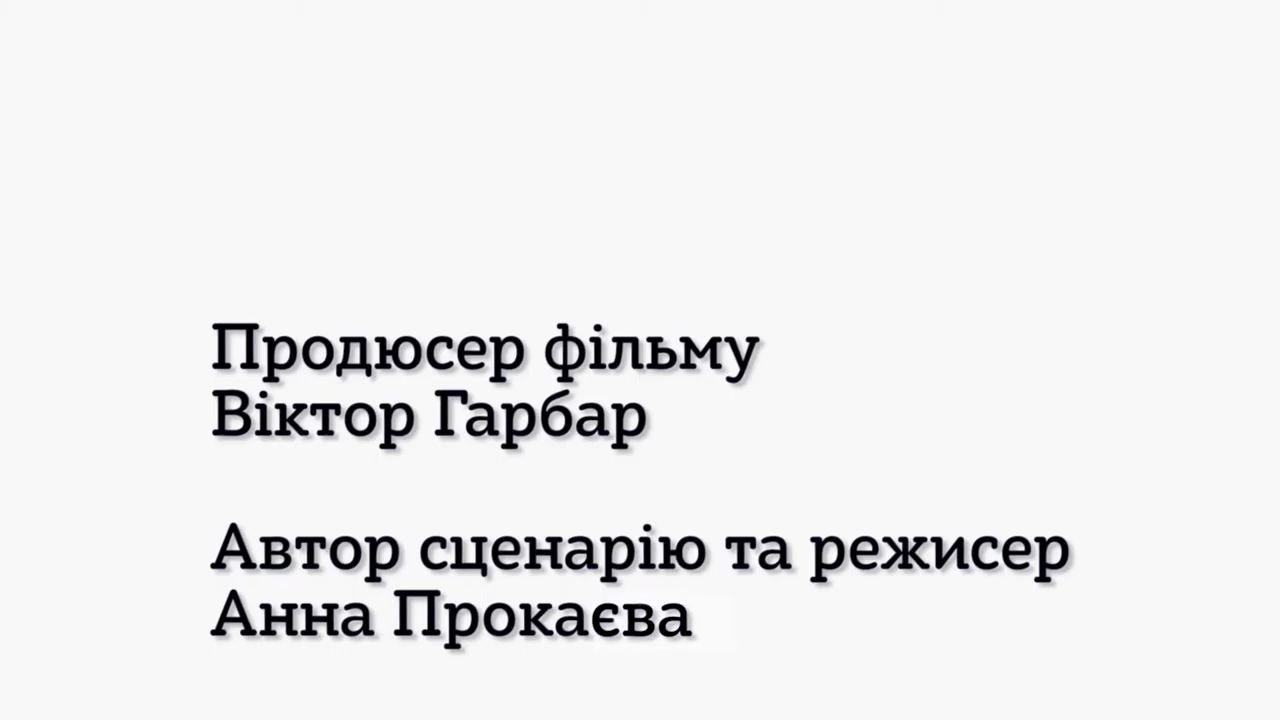 Продюсер фільму
Віктор Гарбар
Автор сценарію та режисер
Анна Прокаєва